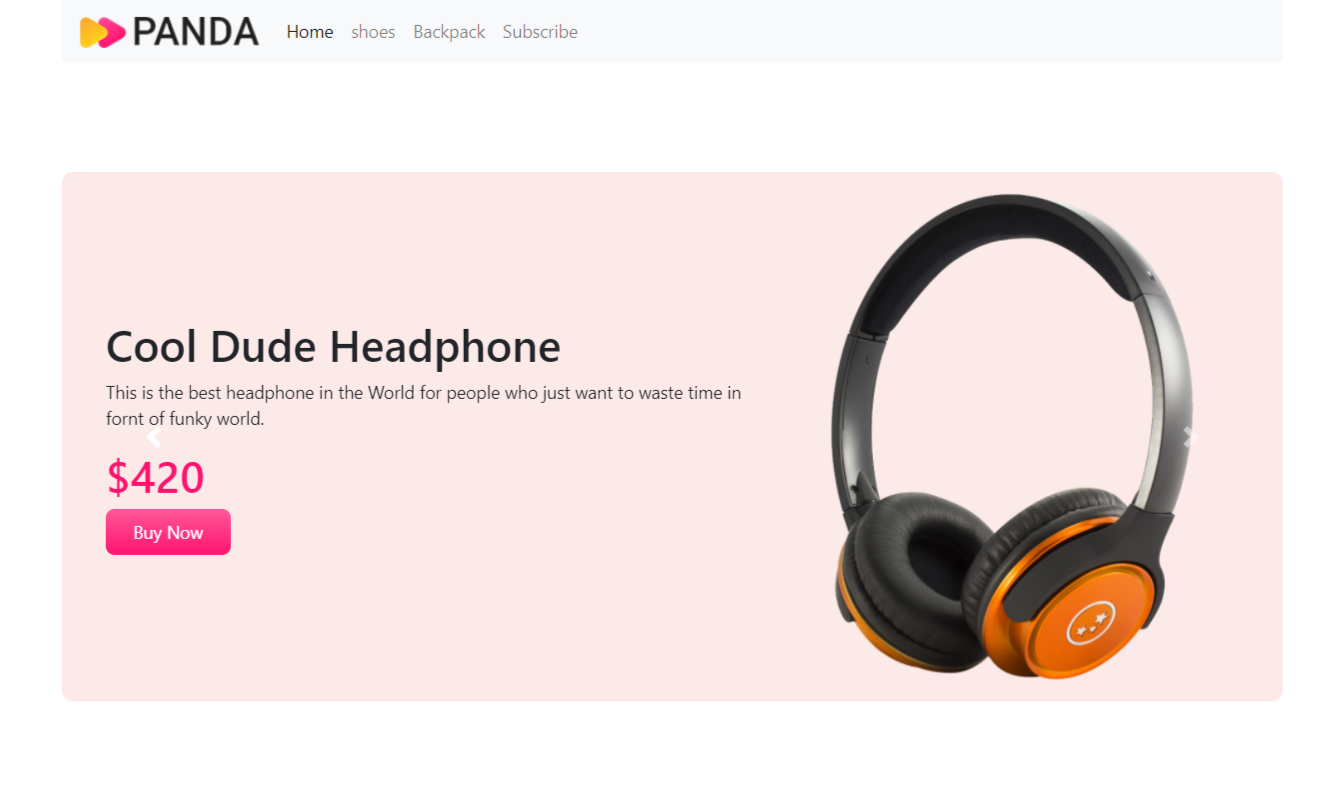 PANDA Home shoes Backpack Subscribe
Cool Dude Headphone
This is the best headphone in the World for people who just want to waste time in
fornt of funky world.
$420
Buy Now